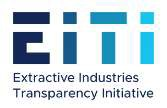 EITI
Extractive Industries
Transparency Initiative